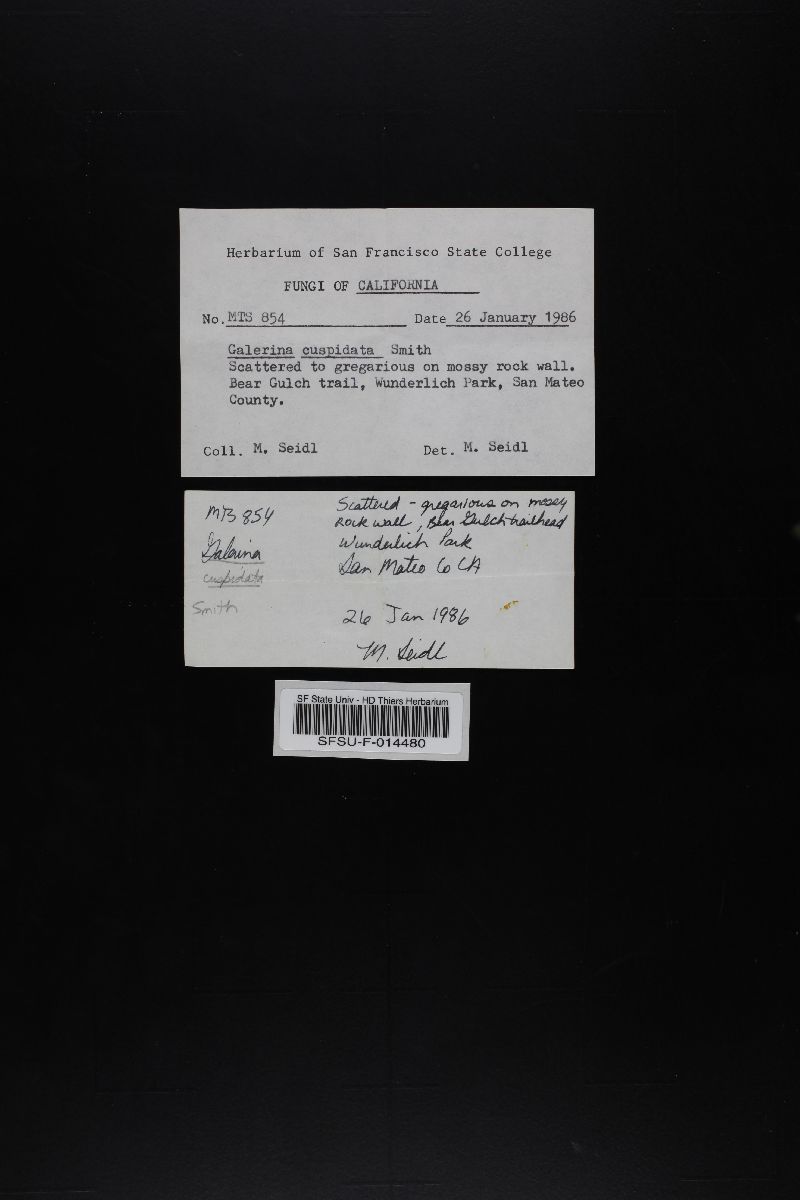 Herbarium of San Francisco State College
FUNGI OF CALIFORNIA
No. MTS 854 Date 26 January 1986
Galerina cuspidata Smith
Scattered to gregarious on mossy rock wall.
Bear Gulch trail, Wunderlich Park, San Mateo
County.
Coll. M. Seidl Det. M. Seidl
MTS 854
Galerina
cuspidata
Smith
Scattered - gregarious on mossy
Rock wall, Bear Gulch trailhead
Wunderlich Park
San Mateo Co CA
26 Jan 1986
M. Seidl
SF State Univ - HD Thiers Herbarium
SFSU-F-014480